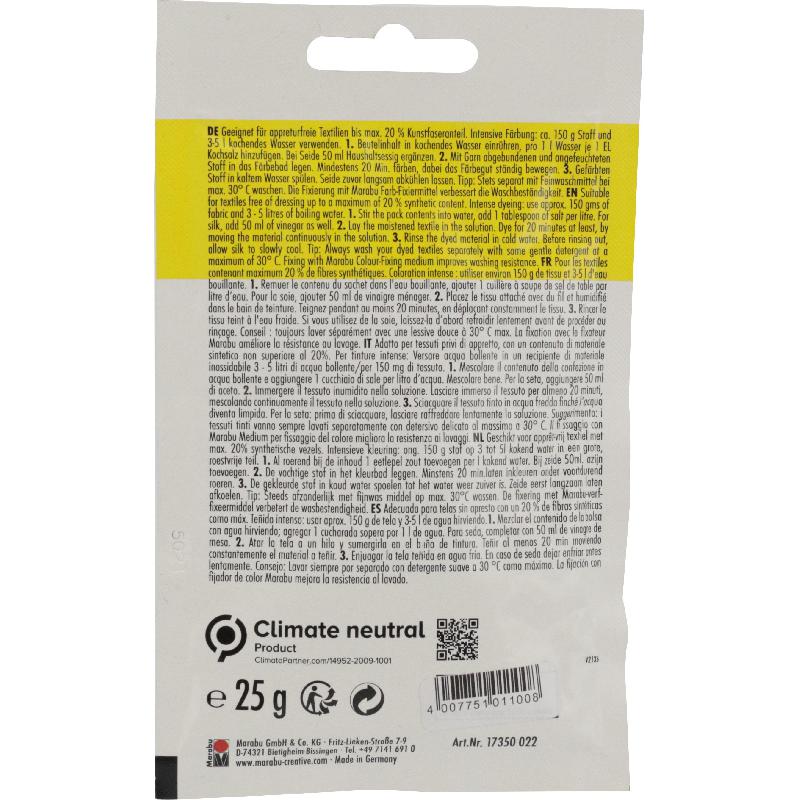 DE Geeignet für appreturfreie Textilien bis max. 20 % Kunstfaseranteil. Intensive Färbung: ca. 150 g Stoff und
3-5 l kochendes Wasser verwenden. 1. Beutelinhalt in kochendes Wasser einrühren, pro 1 l Wasser je 1 EL
Kochsalz hinzufügen. Bei Seide 50 ml Haushaltsessig ergänzen. 2. Mit Garn abgebundenen und angefeuchteten
Stoff in das Färbebad legen. Mindestens 20 Min. färben, dabei das Färbegut ständig bewegen. 3. Gefärbten
Stoff in kaltem Wasser spülen. Seide zuvor langsam abkühlen lassen. Tipp: Stets separat mit Feinwaschmittel bei
max. 30° C waschen. Die Fixierung mit Marabu Farb-Fixiermittel verbessert die Waschbeständigkeit. EN Suitable
for textiles free of dressing up to a maximum of 20 % synthetic content. Intense dyeing: use approx. 150 gms of
fabric and 3 - 5 litres of boiling water. 1. Stir the pack contents into water, add 1 tablespoon of salt per litre. For
silk, add 50 ml of vinegar as well. 2. Lay the moistened textile in the solution. Dye for 20 minutes at least, by
moving the material continuously in the solution. 3. Rinse the dyed material in cold water. Before rinsing out,
allow silk to slowly cool. Tip: Always wash your dyed textiles separately with some gentle detergent at a
maximum of 30° C. Fixing with Marabu Colour-Fixing medium improves washing resistance. FR Pour les textiles
contenant maximum 20 % de fibres synthétiques. Coloration intense : utiliser environ 150 g de tissu et 3-5 l d'eau
bouillante. 1. Remuer le contenu du sachet dans l'eau bouillante, ajouter 1 cuillère à soupe de sel de table par
litre d'eau. Pour la soie, ajouter 50 ml de vinaigre ménager. 2. Placez le tissu attaché avec du fil et humidifié
dans le bain de teinture. Teignez pendant au moins 20 minutes, en déplaçant constamment le tissu. 3. Rincer le
tissu teint à l'eau froide. Si vous utilisez de la soie, laissez-la d'abord refroidir lentement avant de procéder au
rinçage. Conseil : toujours laver séparément avec une lessive douce à 30° C max. La fixation avec le fixateur
Marabu améliore la résistance au lavage. IT Adatto per tessuti privi di appretto, con un contenuto di materiale
sintetico non superiore al 20%. Per tinture intense: Versare acqua bollente in un recipiente di materiale
inossidabile 3 - 5 litri di acqua bollente/per 150 mg di tessuto. 1. Mescolare il contenuto della confezione in
acqua bollente e aggiungere 1 cucchiaio di sale per litro d'acqua. Mescolare bene. Per la seta, aggiungere 50 ml
di aceto. 2. Immergere il tessuto inumidito nella soluzione. Lasciare immerso il tessuto per almeno 20 minuti,
mescolando continuamente il tessuto nella soluzione. 3. Sciacquare il tessuto tinto in acqua fredda finché l'acqua
diventa limpida. Per la seta: primo di sciacquare, lasciare raffreddare lentamente la soluzione. Suggerimento: i
tessuti tinti vanno sempre lavati separatamente con detersivo delicato al massimo a 30° C. Il fissaggio con
Marabu Medium per fissaggio del colore migliora la resistenza ai lavaggi. NL Geschikt voor appretvrij textiel met
max. 20% synthetische vezels. Intensieve kleuring: ong. 150 g stof op 3 tot 5l kokend water in een grote,
roestvrije teil. 1. Al roerend bij de inhoud 1 eetlepel zout toevoegen per 1 kokend water. Bij zeide 50ml. azijn
toevoegen. 2. De vochtige stof in het kleurbad leggen. Minstens 20 min.laten inkleuren onder voortdurend
roeren. 3. De gekleurde stof in koud water spoelen tot het water weer zuiver is. Zeide eerst langzaam laten
afkoelen. Tip: Steeds afzonderlijk met fijnwas middel op max. 30°C wassen. De fixering met Marabu-verf-
fixeermiddel verbetert de wasbestendigheid. ES Adecuada para telas sin apresto con un 20 % de fibras sintéticas
como máx. Teñida intensa: usar aprox. 150 g de tela y 3-5 l de agua hirviendo.1. Mezclar el contenido de la bolsa
con agua hirviendo; agregar 1 cucharada sopera por 1 l de agua. Para seda, completar con 50 ml de vinagre de
mesa. 2. Atar la tela a un hilo y sumergirla en el baño de tintura. Teñir al menos 20 min moviendo
constantemente el material a teñir. 3. Enjuagar la tela teñida en agua fría. En caso de seda dejar enfriar antes
lentamente. Consejo: Lavar siempre por separado con detergente suave a 30 °C como máximo. La fijación con
fijador de color Marabu mejora la resistencia al lavado.
Climate neutral
Product
ClimatePartner.com/14952-2009-1001
V2135
e 25 g
4 007751 011008
Marabu
Marabu GmbH & Co. KG · Fritz-Lieken-Straße 7-9
D-74321 Bietigheim-Bissingen · Tel. +49 7141 691 0
www.marabu-creative.com · Made in Germany
Art.Nr. 17350 022